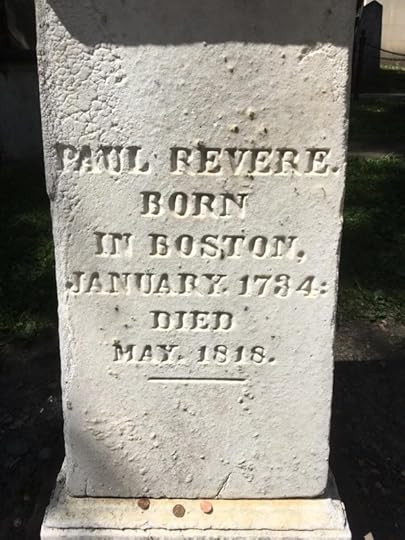 PAUL REVERE.
BORN
IN BOSTON,
JANUARY. 1734:
DIED
MAY. 1818.